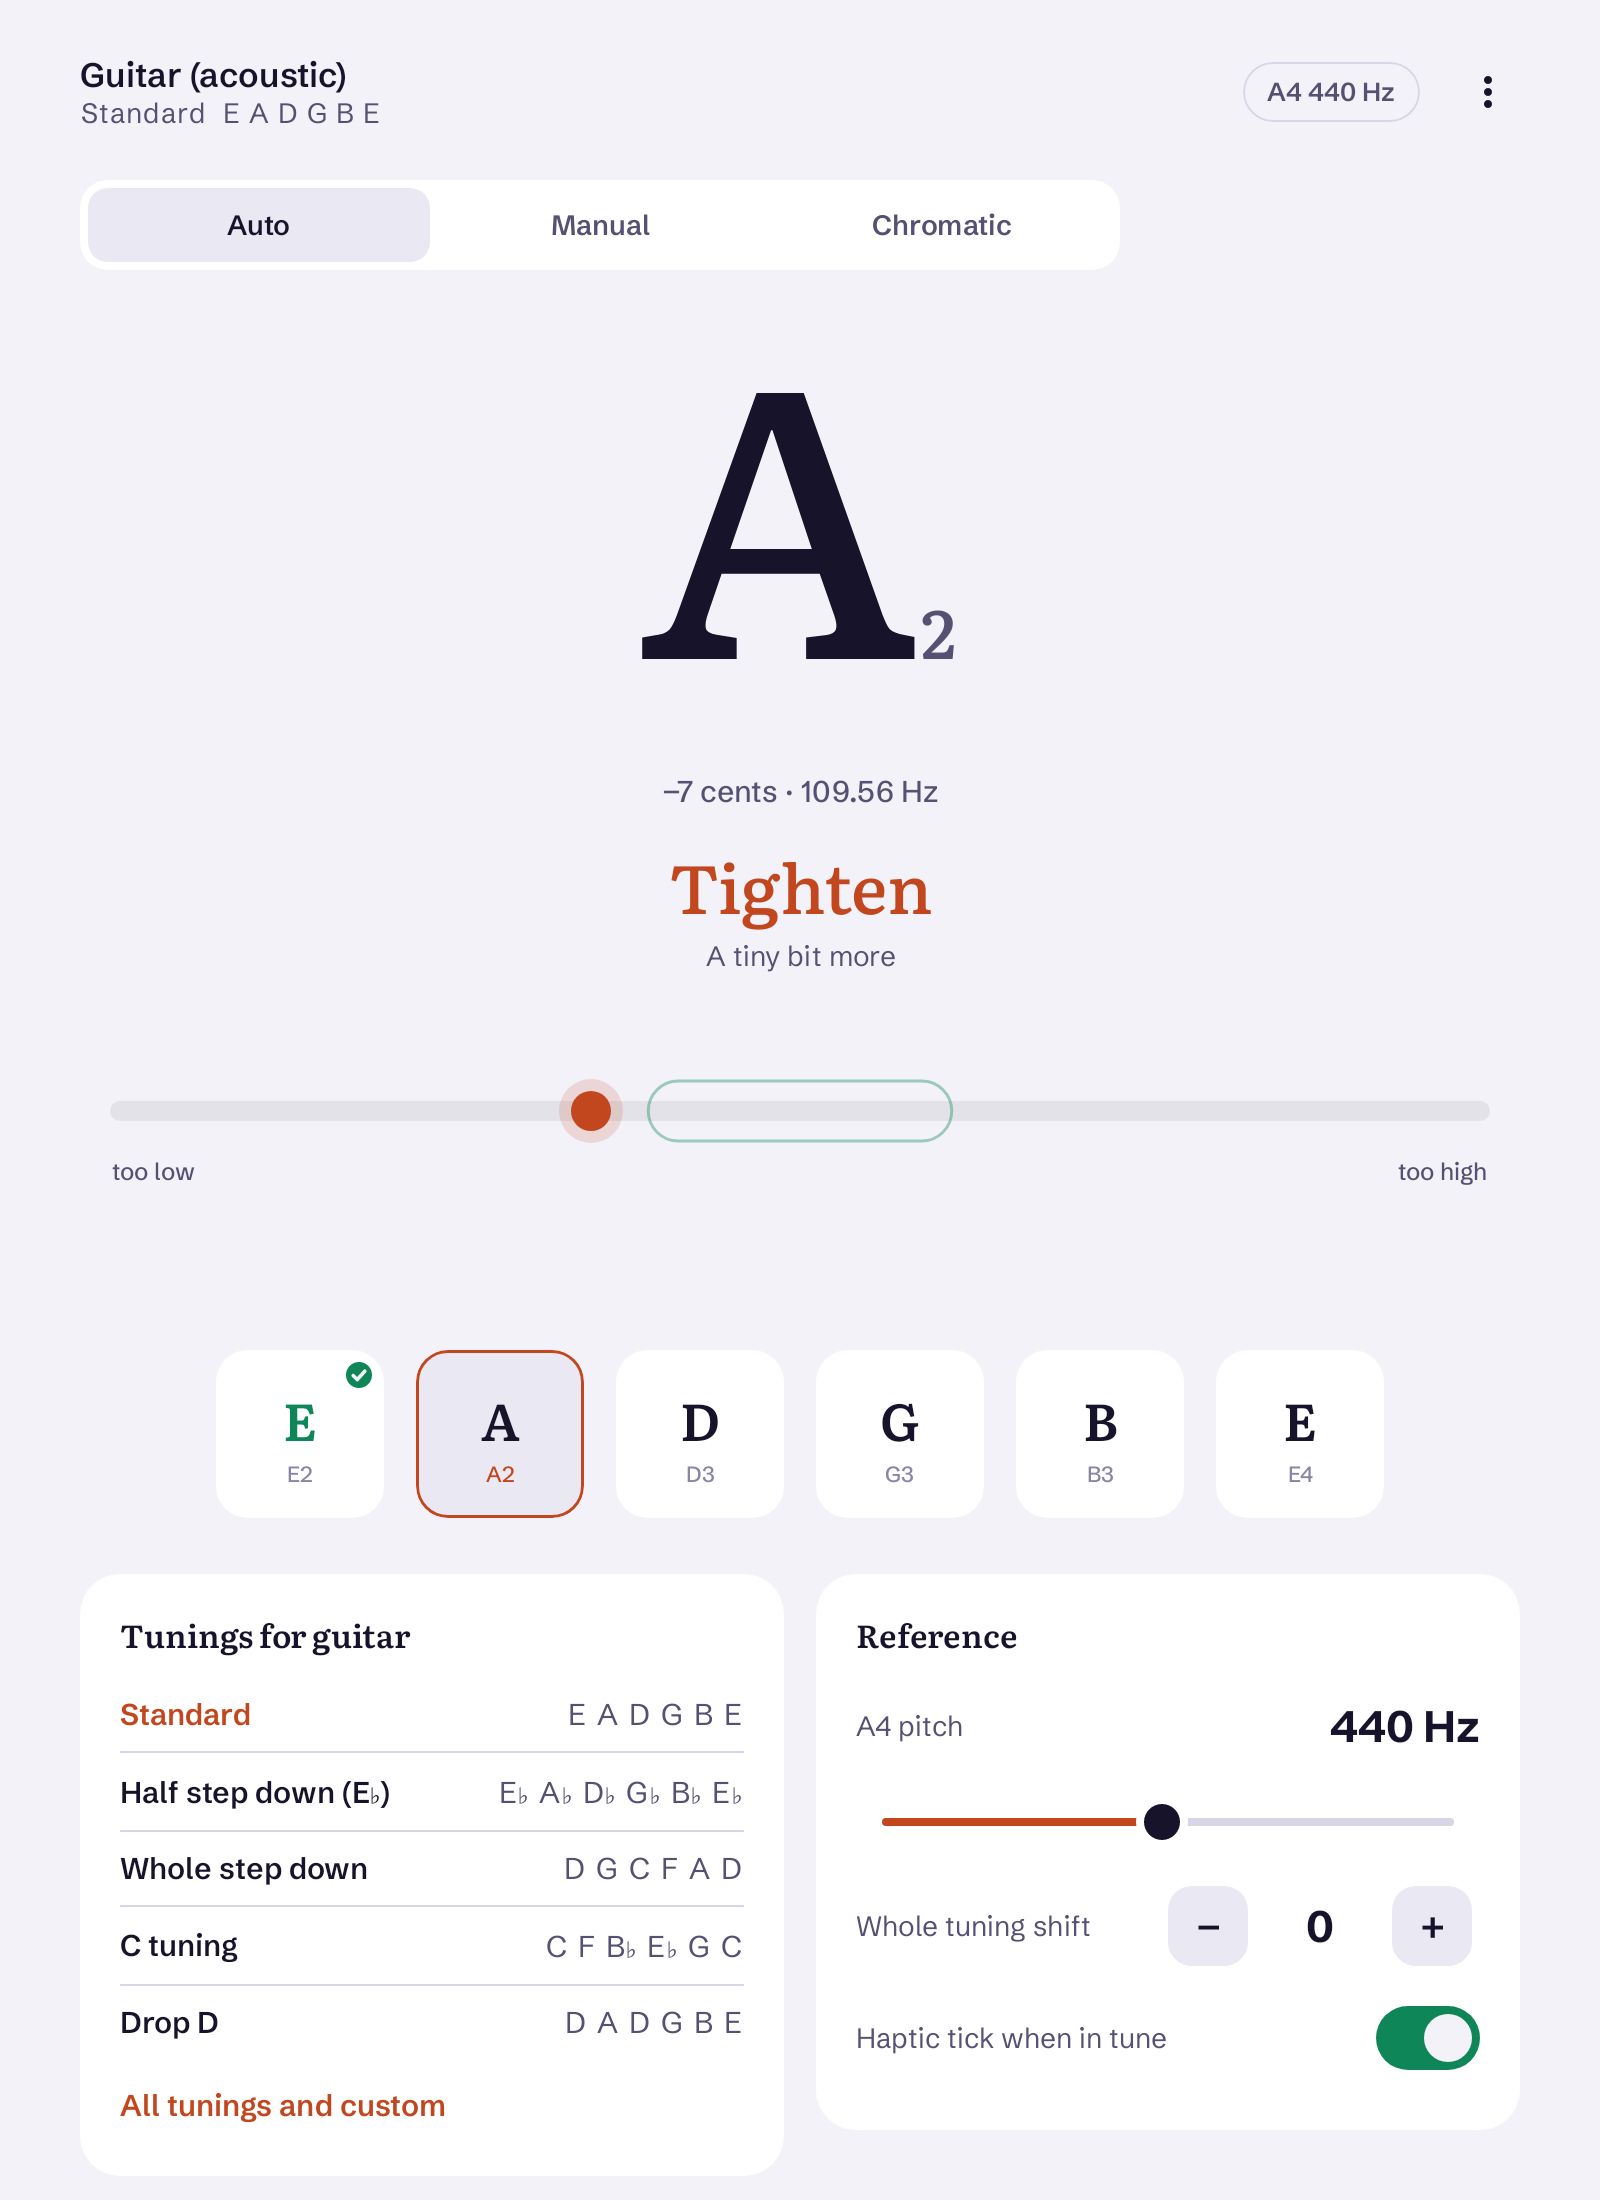 Guitar (acoustic)
Standard E A D G B E
A4 440 Hz
Auto Manual Chromatic
A2
−7 cents · 109.56 Hz
Tighten
A tiny bit more
too low too high
E A D G B E
E2 A2 D3 G3 B3 E4
Tunings for guitar
Standard E A D G B E
Half step down (E♭) E♭ A♭ D♭ G♭ B♭ E♭
Whole step down D G C F A D
C tuning C F B♭ E♭ G C
Drop D D A D G B E
All tunings and custom
Reference
A4 pitch 440 Hz
Whole tuning shift − 0 +
Haptic tick when in tune